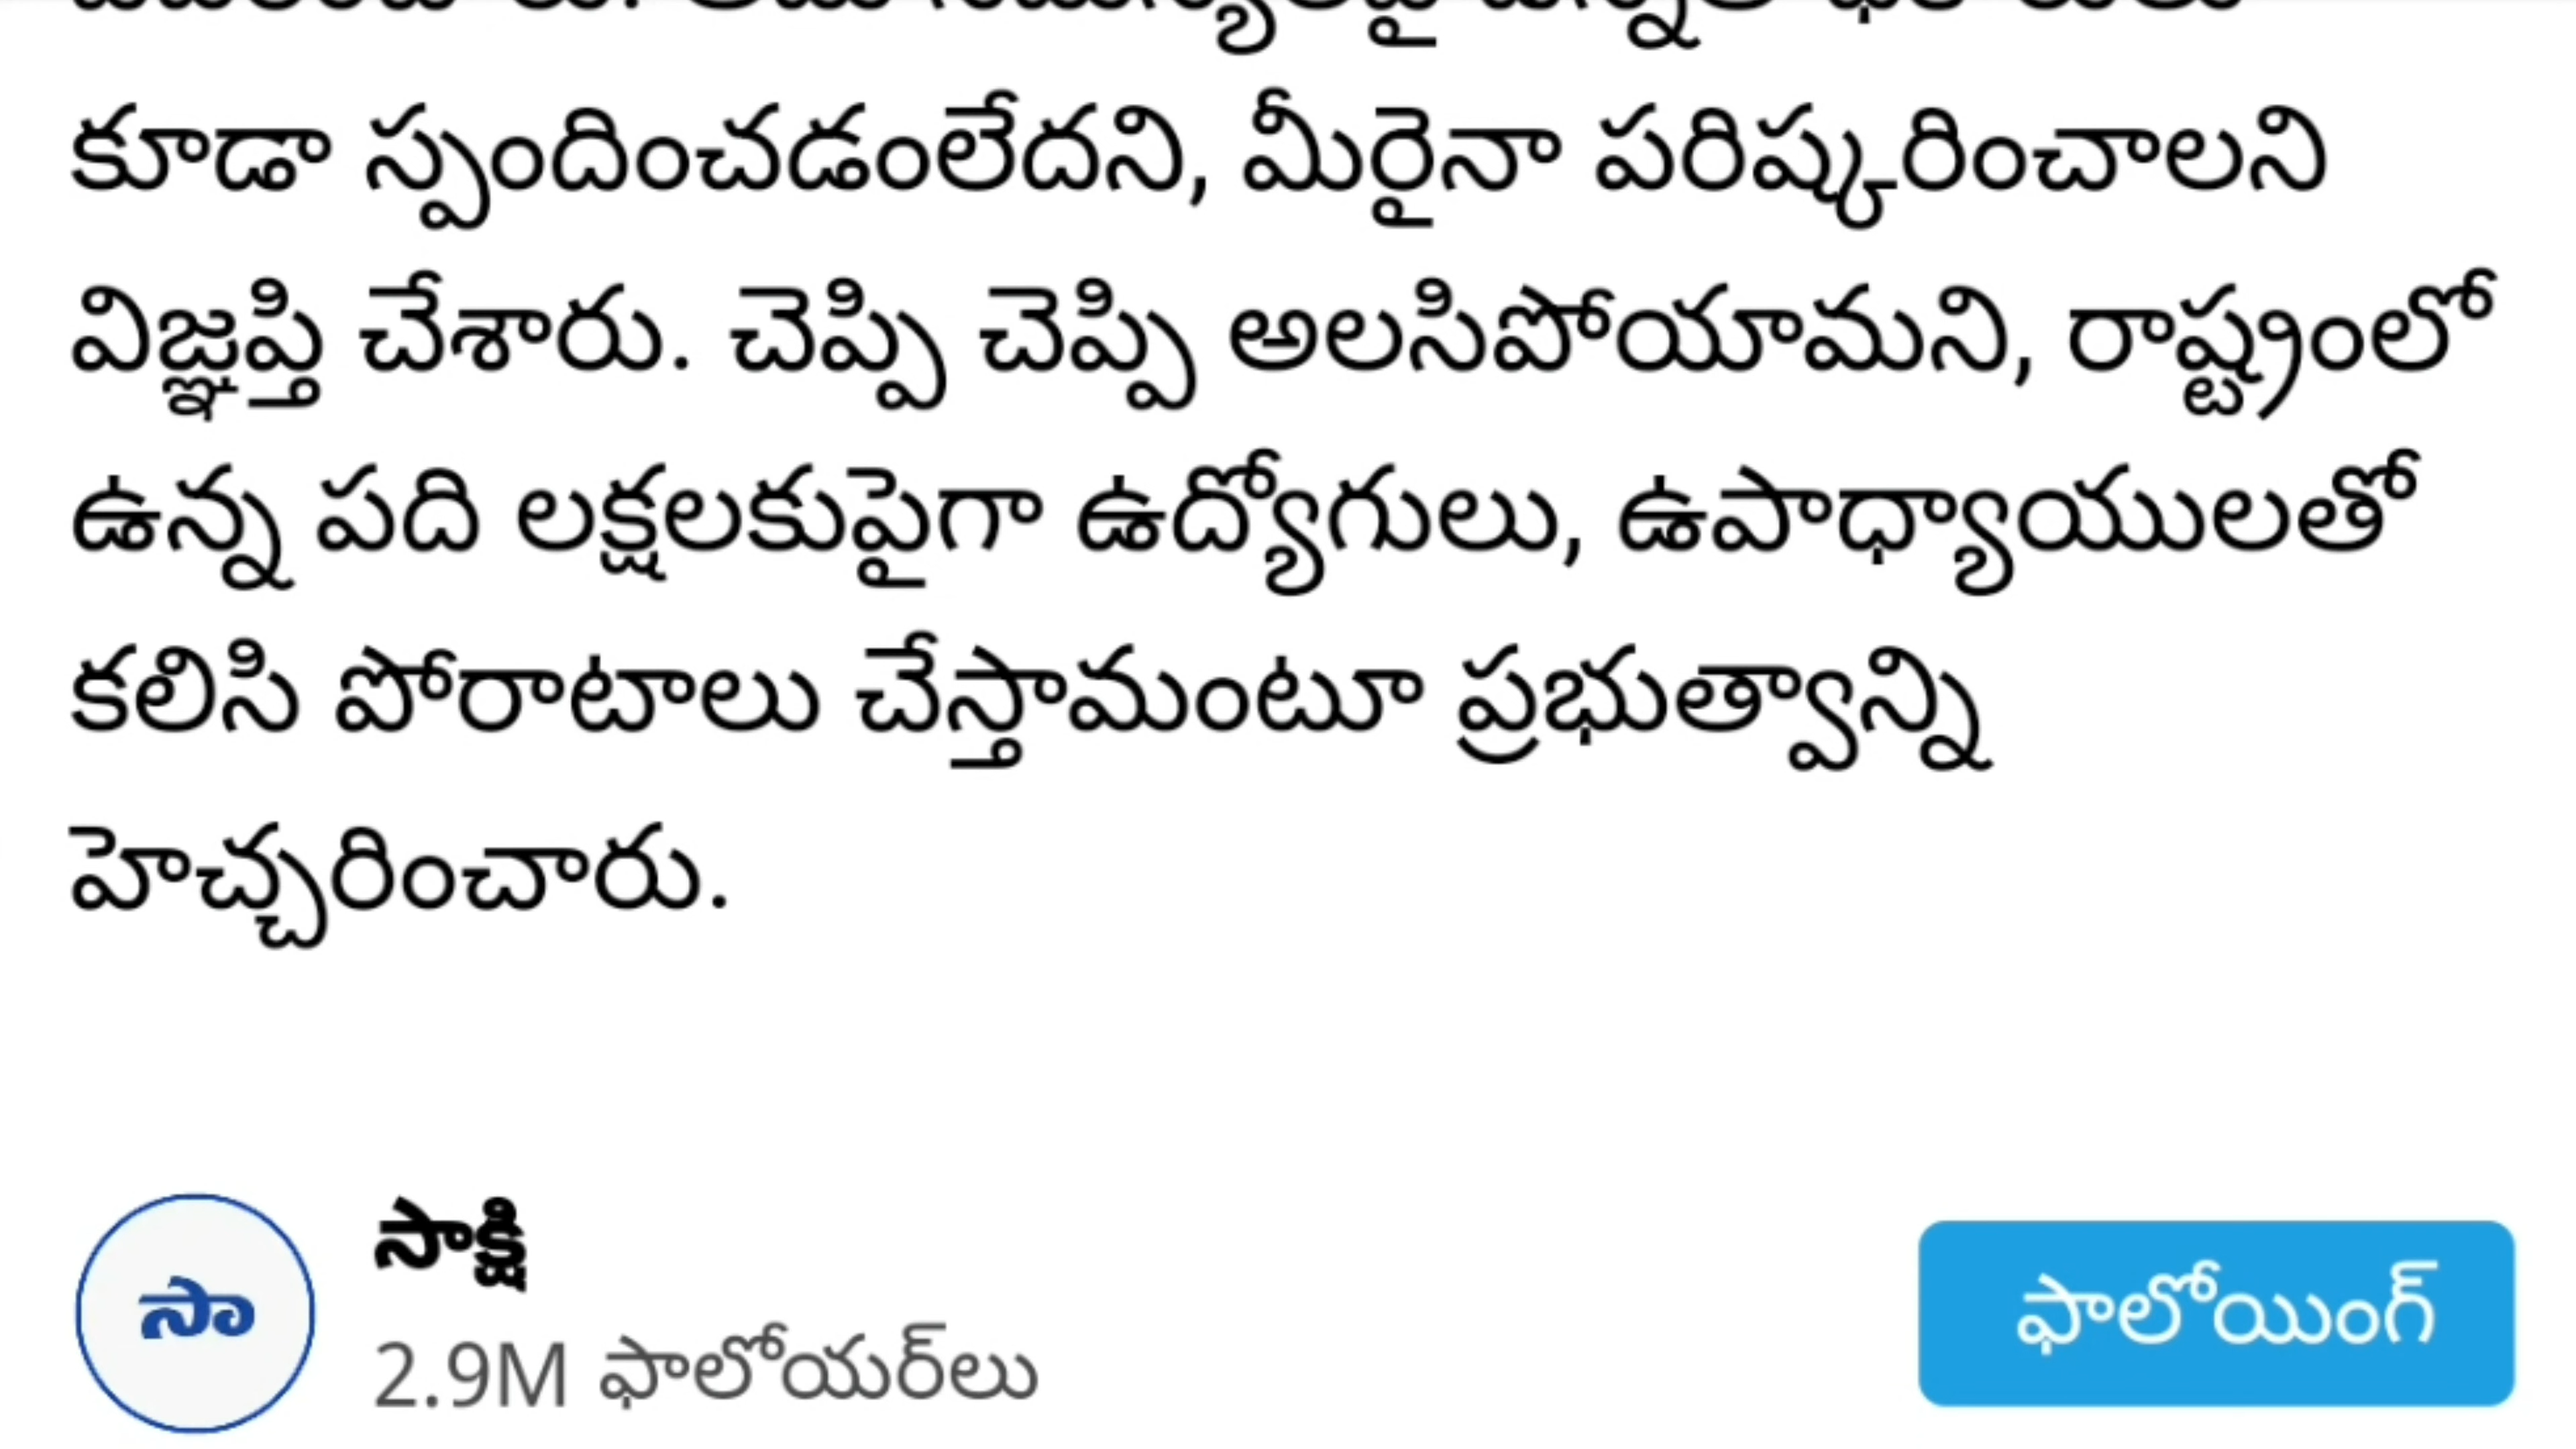 కూడా స్పందించడంలేదని, మీరైనా పరిష్కరించాలని
విజ్ఞప్తి చేశారు. చెప్పి చెప్పి అలసిపోయామని, రాష్ట్రంలో
ఉన్న పది లక్షలకుపైగా ఉద్యోగులు, ఉపాధ్యాయులతో
కలిసి పోరాటాలు చేస్తామంటూ ప్రభుత్వాన్ని
హెచ్చరించారు.
సాక్షి
సా
2.9M ఫాలోయర్‌లు
ఫాలోయింగ్